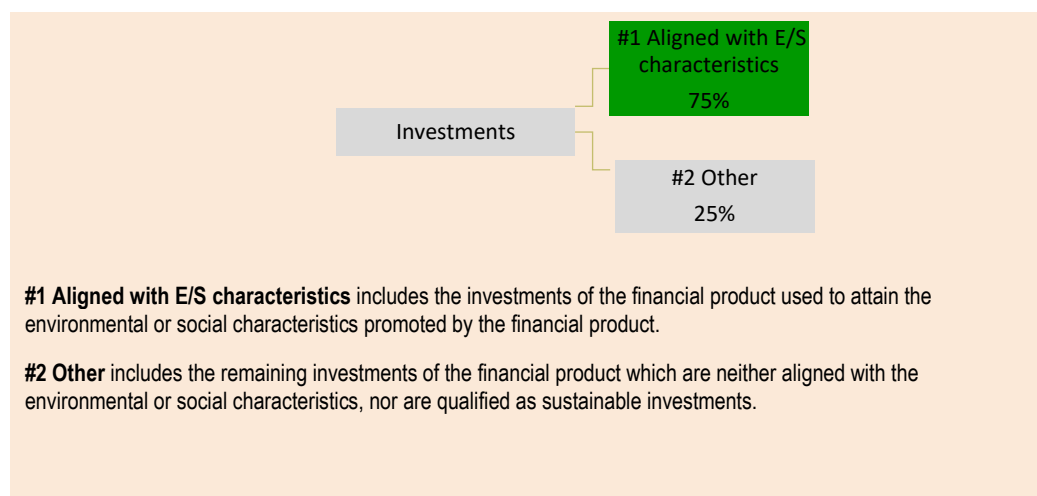 #1 Aligned with E/S
characteristics
75%
Investments
#2 Other
25%
#1 Aligned with E/S characteristics includes the investments of the financial product used to attain the
environmental or social characteristics promoted by the financial product.
#2 Other includes the remaining investments of the financial product which are neither aligned with the
environmental or social characteristics, nor are qualified as sustainable investments.